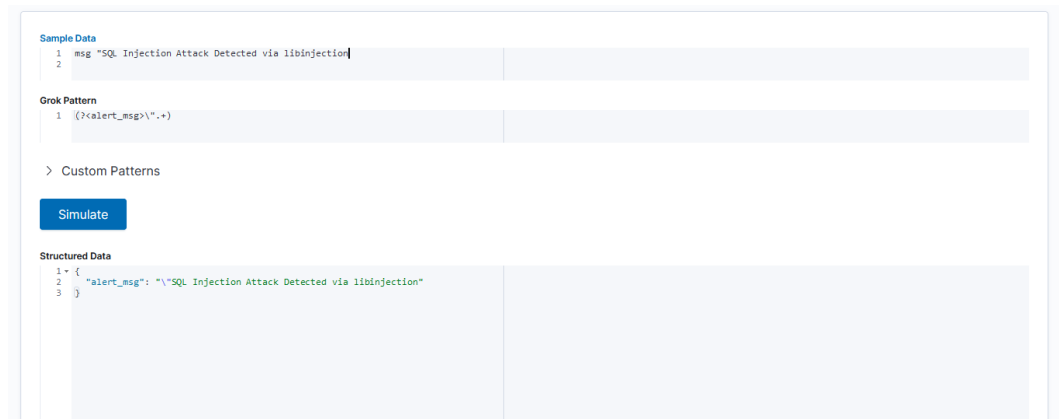 Sample Data
1 msg "SQL Injection Attack Detected via libinjection
2
Grok Pattern
1 (?<alert_msg>\".+)
Custom Patterns
Simulate
Structured Data
1 {
2 "alert_msg": "\"SQL Injection Attack Detected via libinjection"
3 }